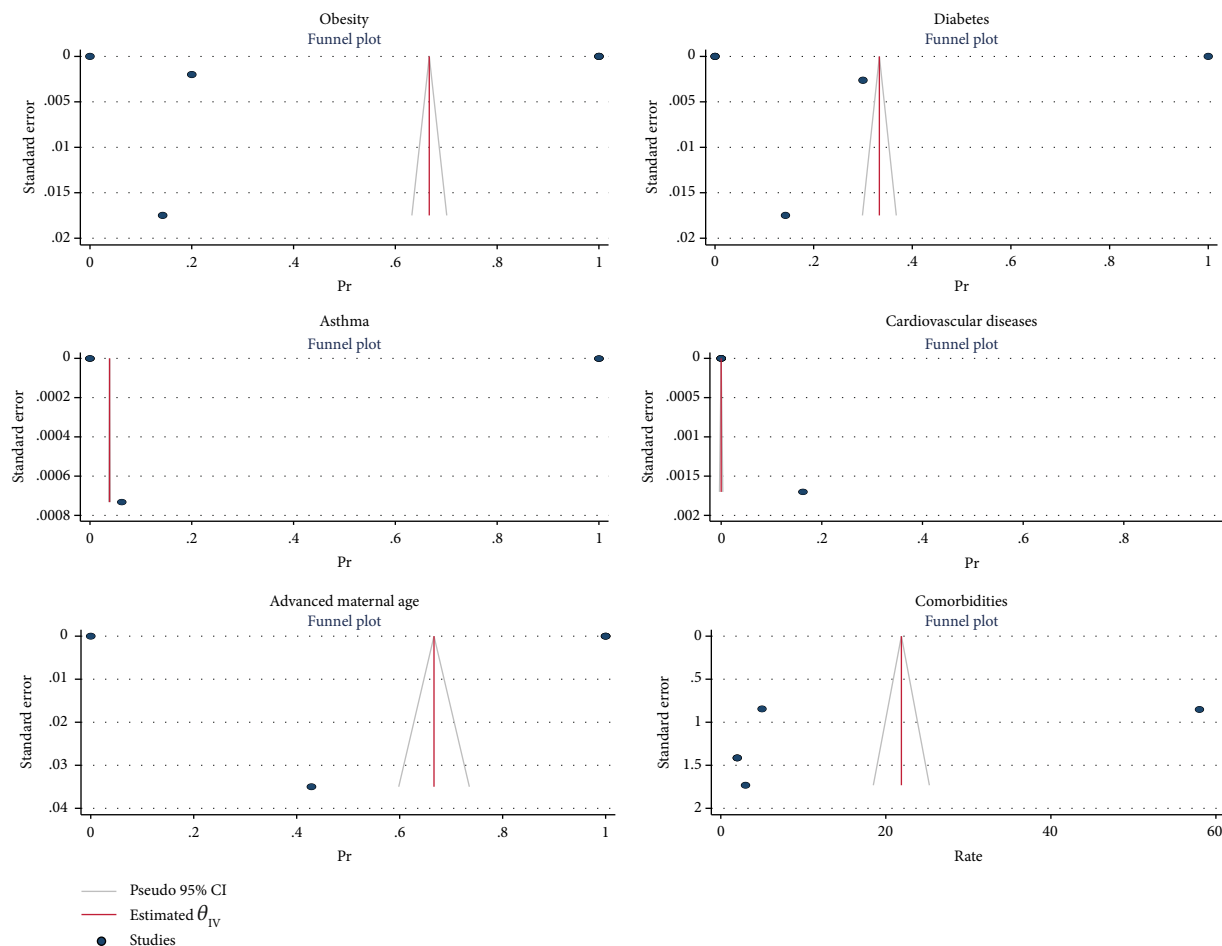 Obesity
Funnel plot
0
.005
.01
.015
.02
Standard error
0 .2 .4 .6 .8 1
Pr
Diabetes
Funnel plot
0
.005
.01
.015
.02
Standard error
0 .2 .4 .6 .8 1
Pr
Asthma
Funnel plot
0
.0002
.0004
.0006
.0008
Standard error
0 .2 .4 .6 .8 1
Pr
Cardiovascular diseases
Funnel plot
0
.0005
.001
.0015
.002
Standard error
0 .2 .4 .6 .8
Pr
Advanced maternal age
Funnel plot
0
.01
.02
.03
.04
Standard error
0 .2 .4 .6 .8 1
Pr
Comorbidities
Funnel plot
0
.5
1
1.5
2
Standard error
0 20 40 60
Rate
Pseudo 95% CI
Estimated θIV
Studies